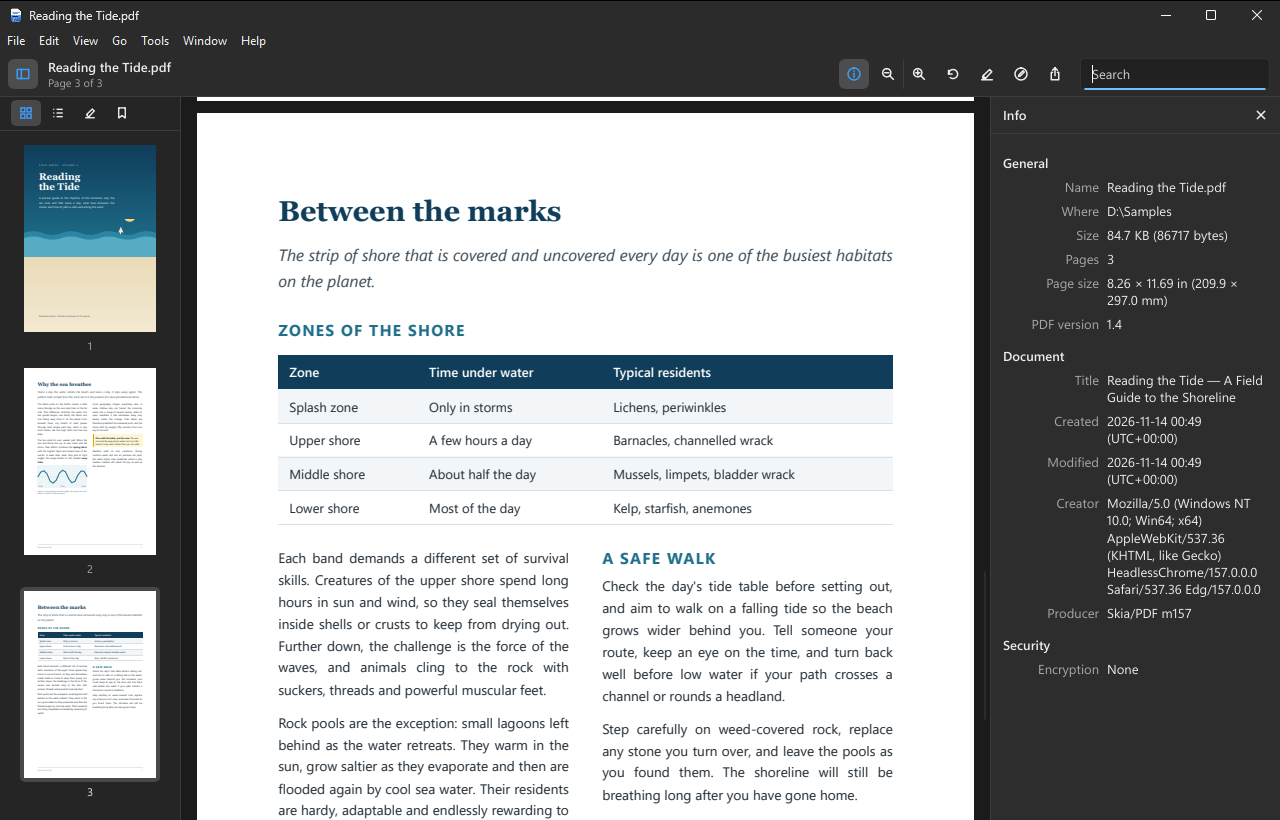 Reading the Tide.pdf
File Edit View Go Tools Window Help
Reading the Tide.pdf
Page 3 of 3
Search
Reading
the Tide
1
Why the sea breathes
2
Between the marks
3
Between the marks
The strip of shore that is covered and uncovered every day is one of the busiest habitats
on the planet.
ZONES OF THE SHORE
Zone Time under water Typical residents
Splash zone Only in storms Lichens, periwinkles
Upper shore A few hours a day Barnacles, channelled wrack
Middle shore About half the day Mussels, limpets, bladder wrack
Lower shore Most of the day Kelp, starfish, anemones
Each band demands a different set of survival
skills. Creatures of the upper shore spend long
hours in sun and wind, so they seal themselves
inside shells or crusts to keep from drying out.
Further down, the challenge is the force of the
waves, and animals cling to the rock with
suckers, threads and powerful muscular feet.
Rock pools are the exception: small lagoons left
behind as the water retreats. They warm in the
sun, grow saltier as they evaporate and then are
flooded again by cool sea water. Their residents
are hardy, adaptable and endlessly rewarding to
A SAFE WALK
Check the day's tide table before setting out,
and aim to walk on a falling tide so the beach
grows wider behind you. Tell someone your
route, keep an eye on the time, and turn back
well before low water if your path crosses a
channel or rounds a headland.
Step carefully on weed-covered rock, replace
any stone you turn over, and leave the pools as
you found them. The shoreline will still be
breathing long after you have gone home.
Info
General
Name Reading the Tide.pdf
Where D:\Samples
Size 84.7 KB (86717 bytes)
Pages 3
Page size 8.26 × 11.69 in (209.9 ×
297.0 mm)
PDF version 1.4
Document
Title Reading the Tide — A Field
Guide to the Shoreline
Created 2026-11-14 00:49
(UTC+00:00)
Modified 2026-11-14 00:49
(UTC+00:00)
Creator Mozilla/5.0 (Windows NT
10.0; Win64; x64)
AppleWebKit/537.36
(KHTML, like Gecko)
HeadlessChrome/157.0.0.0
Safari/537.36 Edg/157.0.0.0
Producer Skia/PDF m157
Security
Encryption None